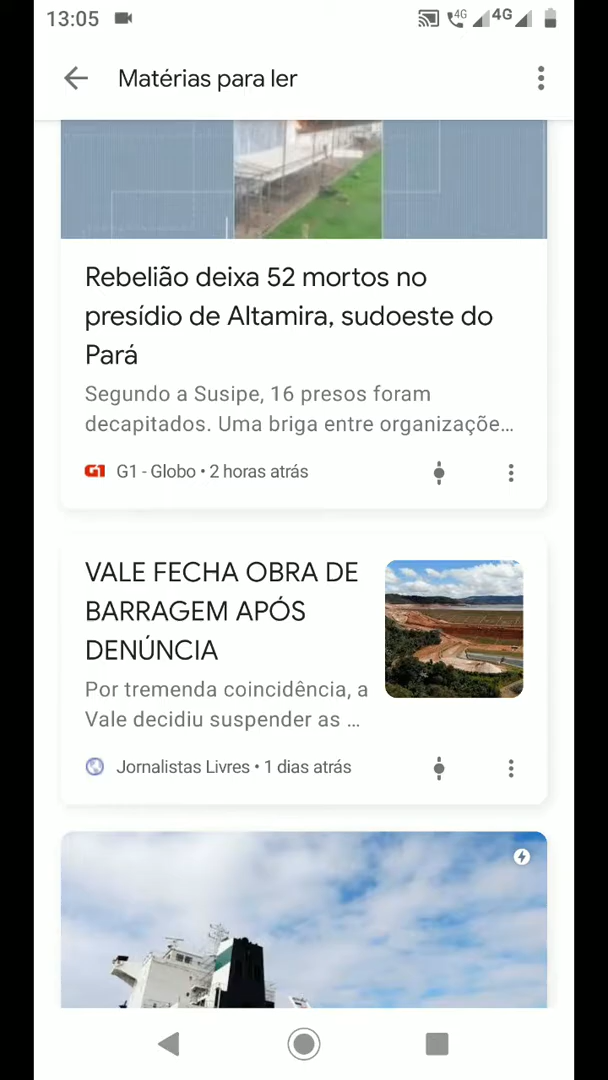 13:05 4G 4G
Matérias para ler
Rebelião deixa 52 mortos no
presídio de Altamira, sudoeste do
Pará
Segundo a Susipe, 16 presos foram
decapitados. Uma briga entre organizaçõe…
G1 G1 - Globo • 2 horas atrás
VALE FECHA OBRA DE
BARRAGEM APÓS
DENÚNCIA
Por tremenda coincidência, a
Vale decidiu suspender as …
Jornalistas Livres • 1 dias atrás